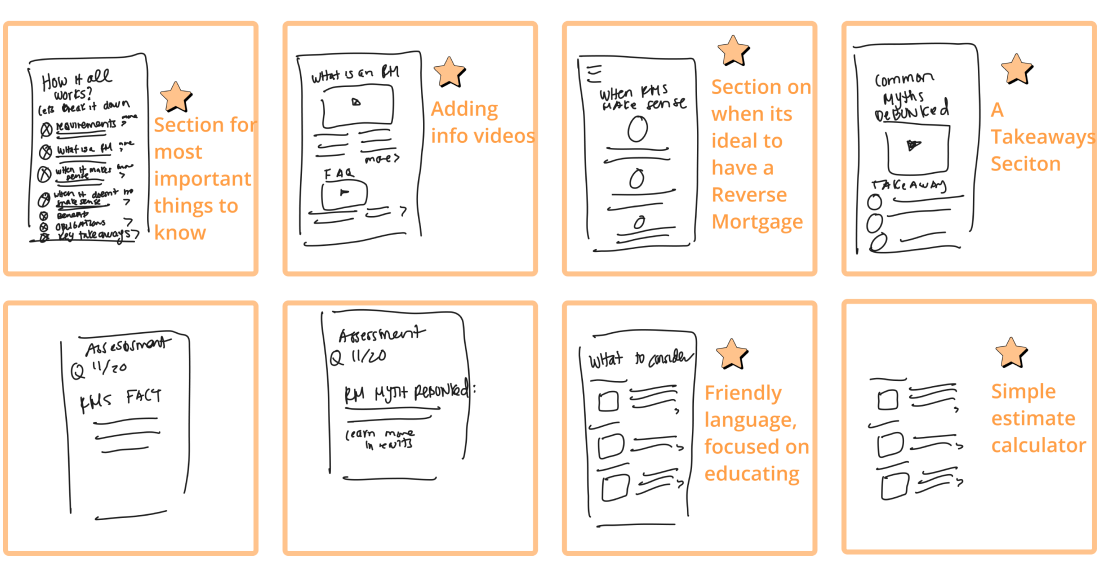 How it all
works?
Lets break it down
requirements more
What is a RM more
when it makes more
sense
when it doesn't mo
make sense
Benefits
obligations
key takeaways
Section for
most
important
things to
know
What is an RM
more
FAQ
Adding
info videos
When RMS
make sense
Section on
when its
ideal to
have a
Reverse
Mortgage
Common
Myths
DEBUNKed
TAKEAWAY
A
Takeaways
Seciton
Assessment
Q 11/20
RMS FACT
Assessment
Q 11/20
RM MYTH DEBONKed:
learn more
in results
What to consider
Friendly
language,
focused on
educating
Simple
estimate
calculator